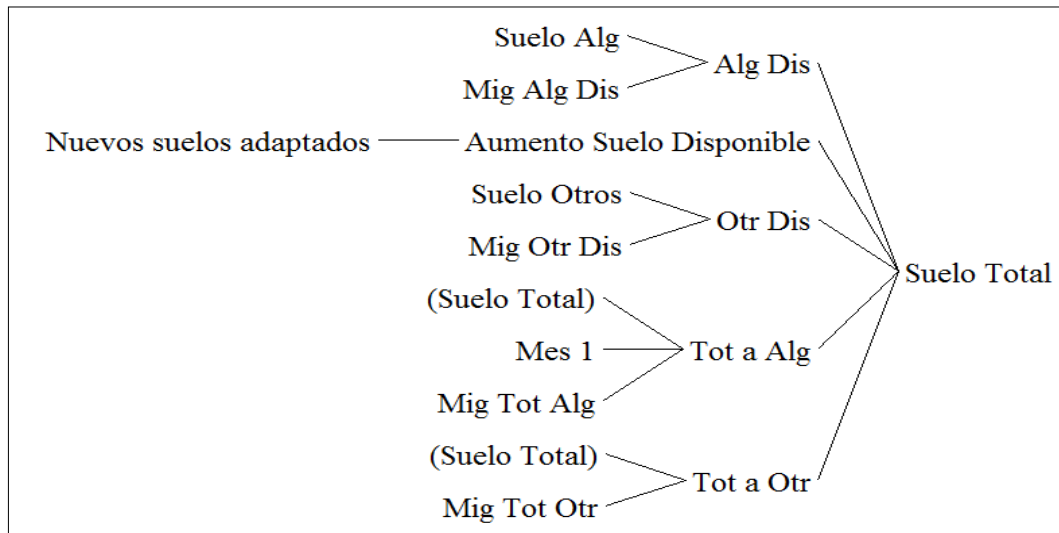 Suelo Alg
Alg Dis
Mig Alg Dis
Nuevos suelos adaptados
Aumento Suelo Disponible
Suelo Otros
Otr Dis
Mig Otr Dis
Suelo Total
(Suelo Total)
Mes 1
Tot a Alg
Mig Tot Alg
(Suelo Total)
Tot a Otr
Mig Tot Otr